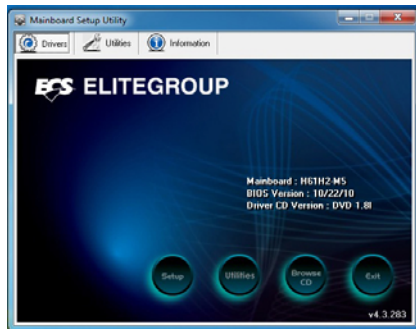 Mainboard Setup Utility
Drivers Utilities Information
ECS ELITEGROUP
Mainboard : H61H2-M5
BIOS Version : 10/22/10
Driver CD Version : DVD 1.8I
Setup Utilities Browse CD Exit
v4.3.283